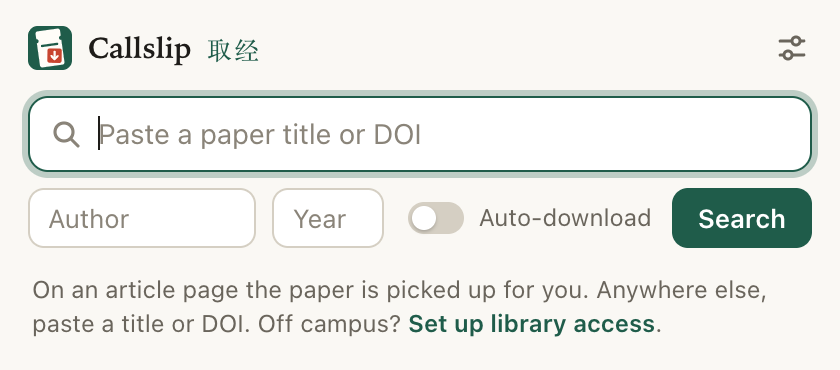 Callslip 取经
Paste a paper title or DOI
Author
Year
Auto-download
Search
On an article page the paper is picked up for you. Anywhere else,
paste a title or DOI. Off campus? Set up library access.